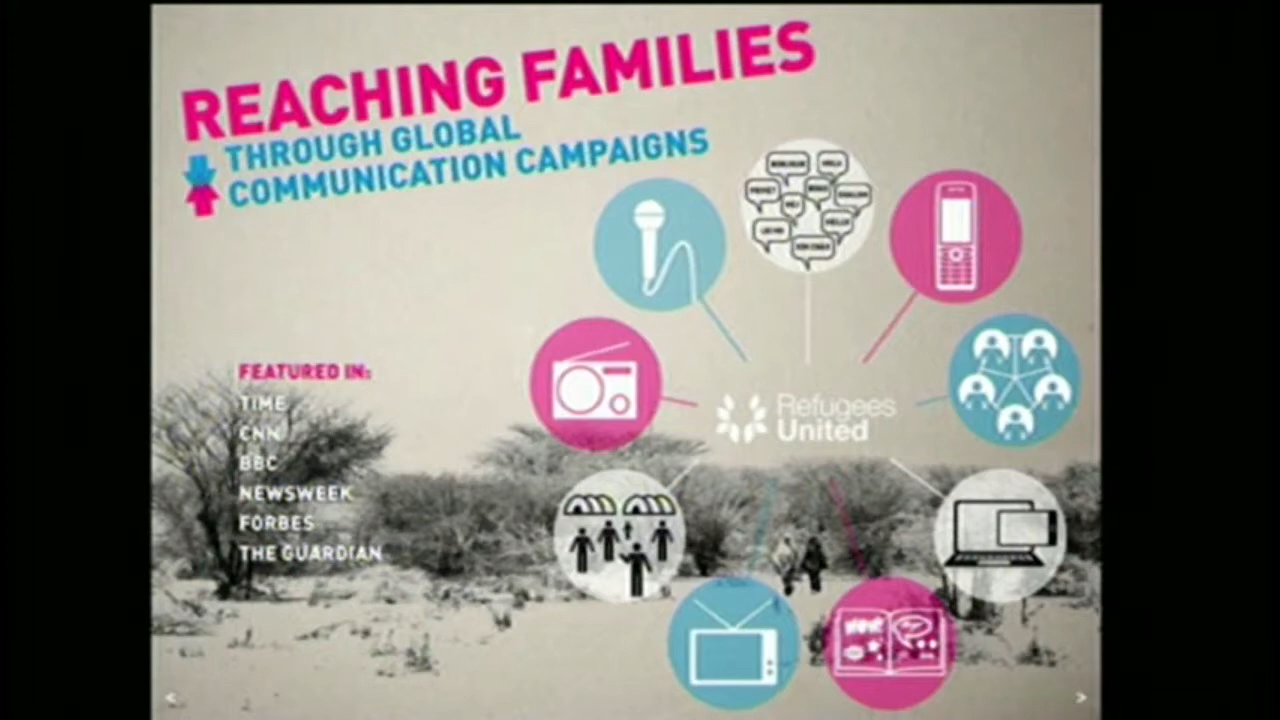 REACHING FAMILIES
THROUGH GLOBAL
COMMUNICATION CAMPAIGNS
FEATURED IN:
TIME
CNN
BBC
NEWSWEEK
FORBES
THE GUARDIAN
Refugees
United